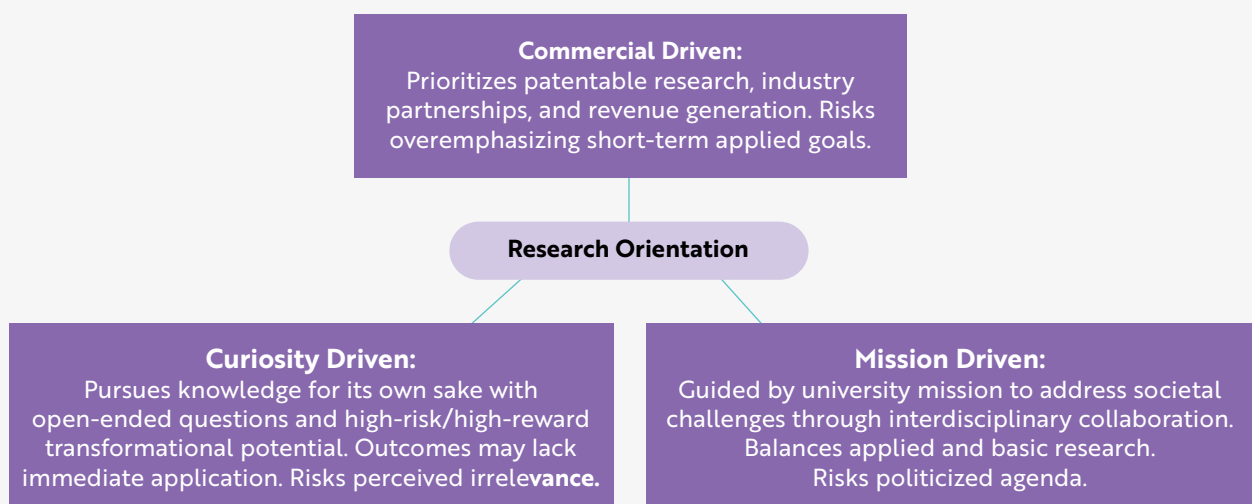 Commercial Driven:
Prioritizes patentable research, industry
partnerships, and revenue generation. Risks
overemphasizing short-term applied goals.
Research Orientation
Curiosity Driven:
Pursues knowledge for its own sake with
open-ended questions and high-risk/high-reward
transformational potential. Outcomes may lack
immediate application. Risks perceived irrelevance.
Mission Driven:
Guided by university mission to address societal
challenges through interdisciplinary collaboration.
Balances applied and basic research.
Risks politicized agenda.